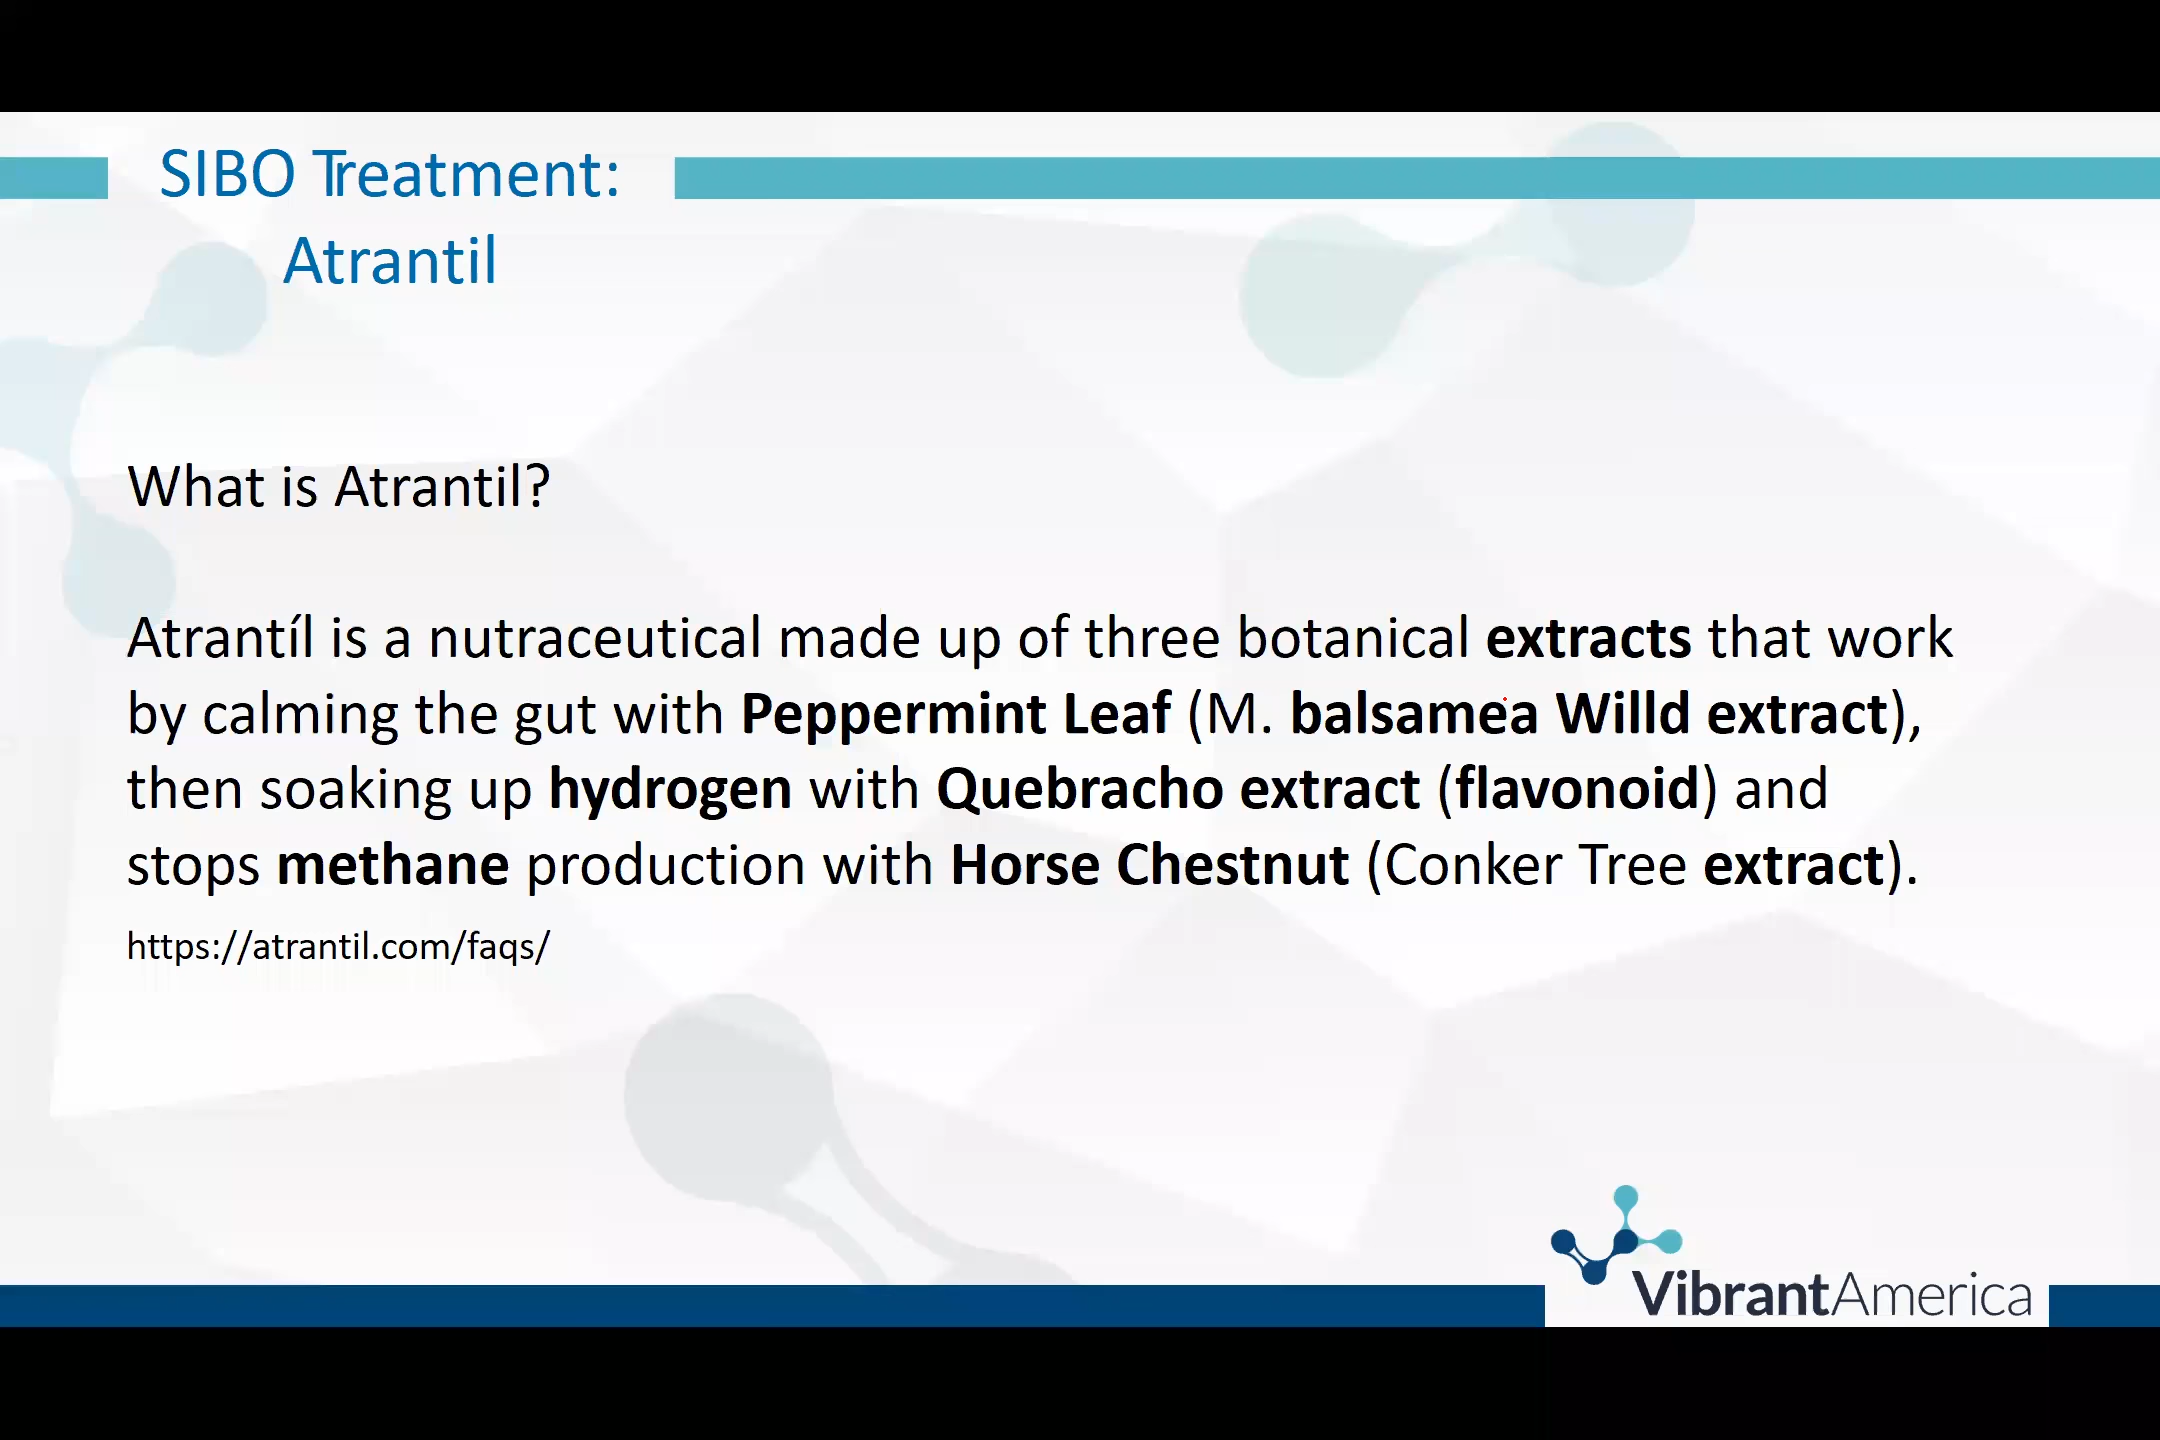 SIBO Treatment:
Atrantil
What is Atrantil?
Atrantíl is a nutraceutical made up of three botanical extracts that work
by calming the gut with Peppermint Leaf (M. balsamea Willd extract),
then soaking up hydrogen with Quebracho extract (flavonoid) and
stops methane production with Horse Chestnut (Conker Tree extract).
https://atrantil.com/faqs/
VibrantAmerica